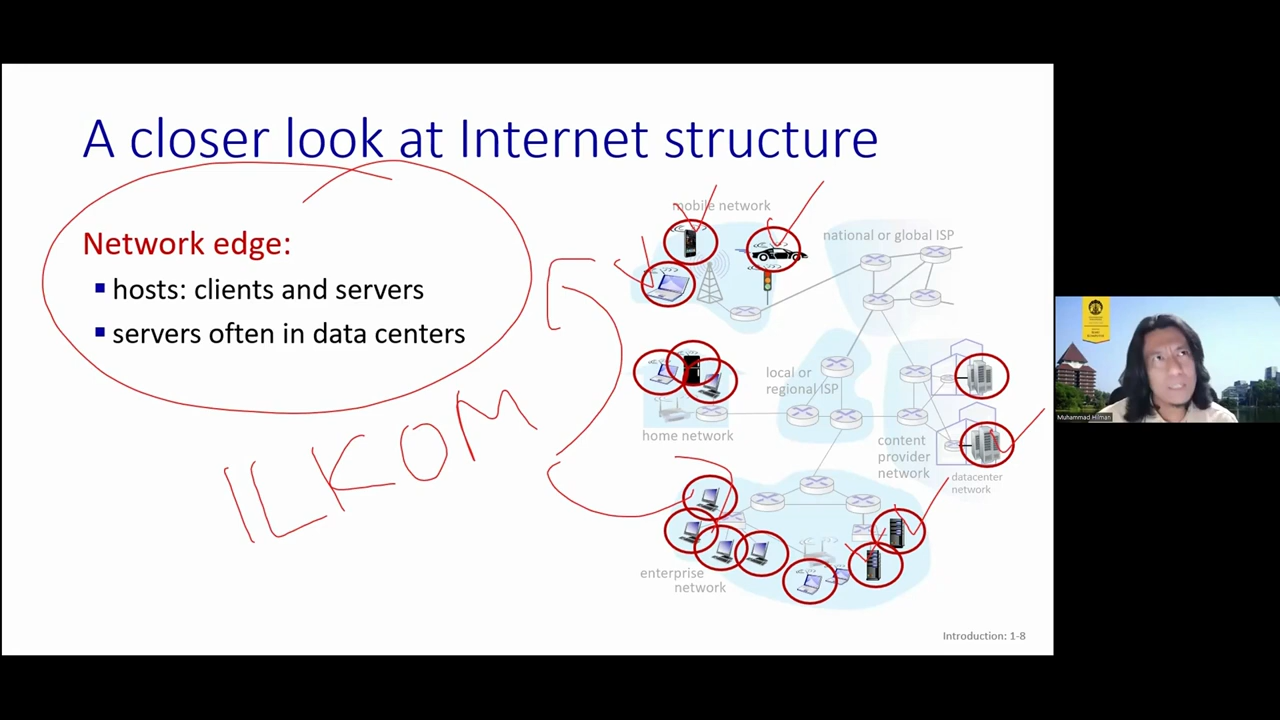 A closer look at Internet structure
Network edge:
hosts: clients and servers
servers often in data centers
ILKOM
mobile network
national or global ISP
local or
regional ISP
home network
content
provider
network
datacenter
network
enterprise
network
Introduction: 1-8
Muhammad Hilman